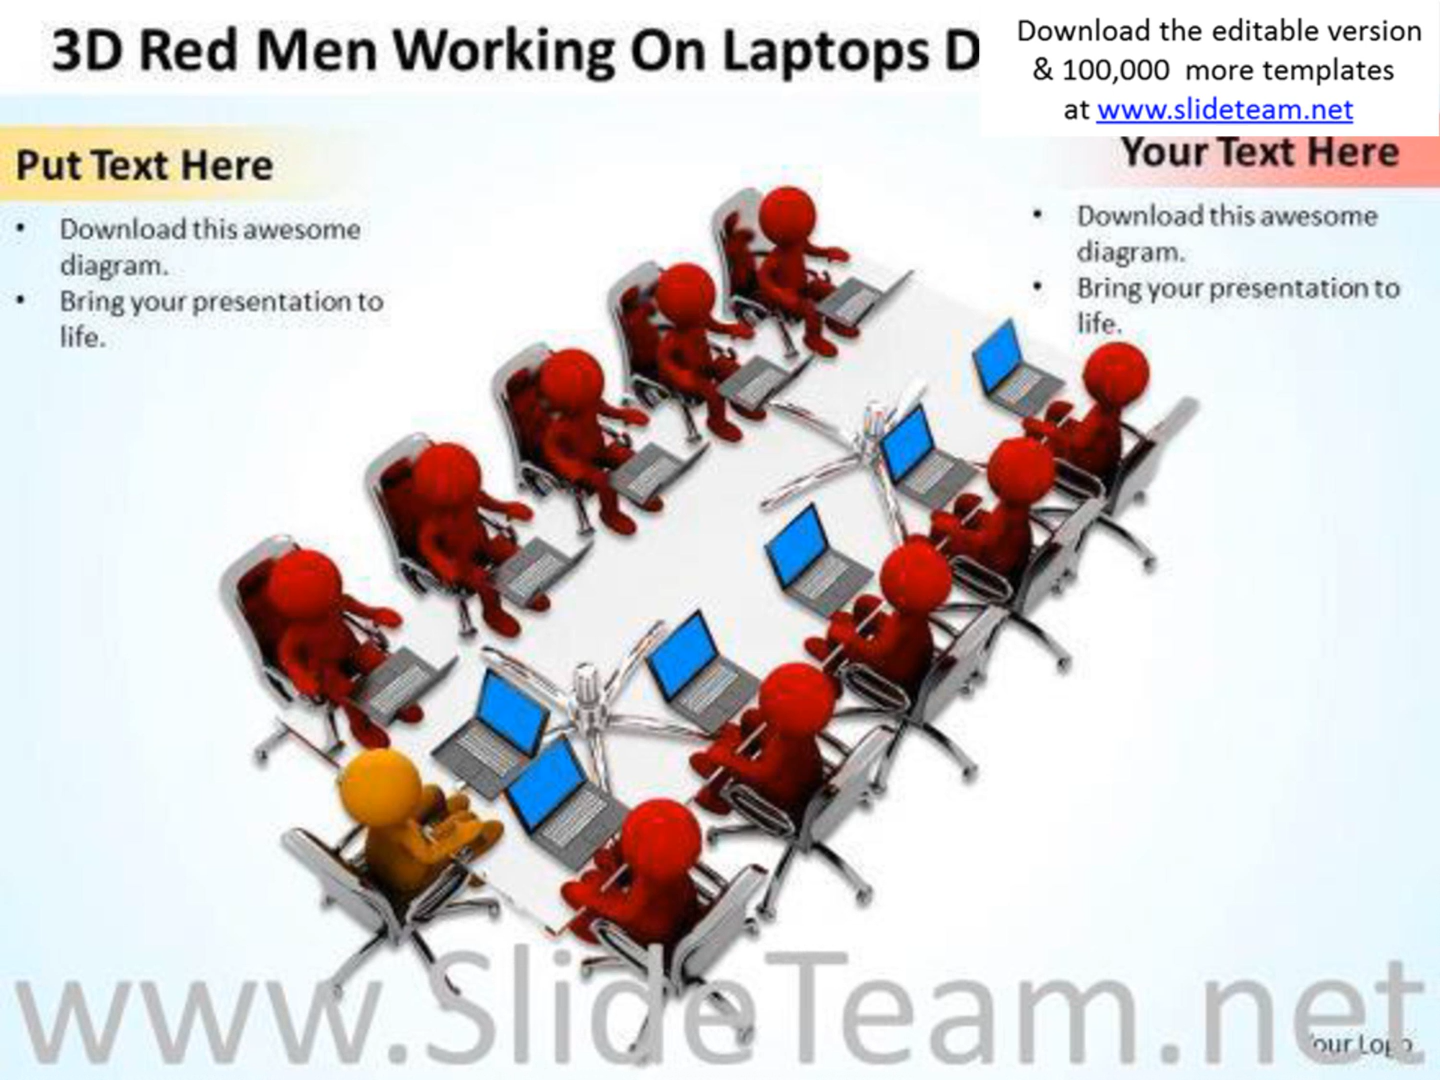 3D Red Men Working On Laptops D
Download the editable version
& 100,000 more templates
at www.slideteam.net
Put Text Here
• Download this awesome
diagram.
• Bring your presentation to
life.
Your Text Here
• Download this awesome
diagram.
• Bring your presentation to
life.
www.SlideTeam.net
Your Logo